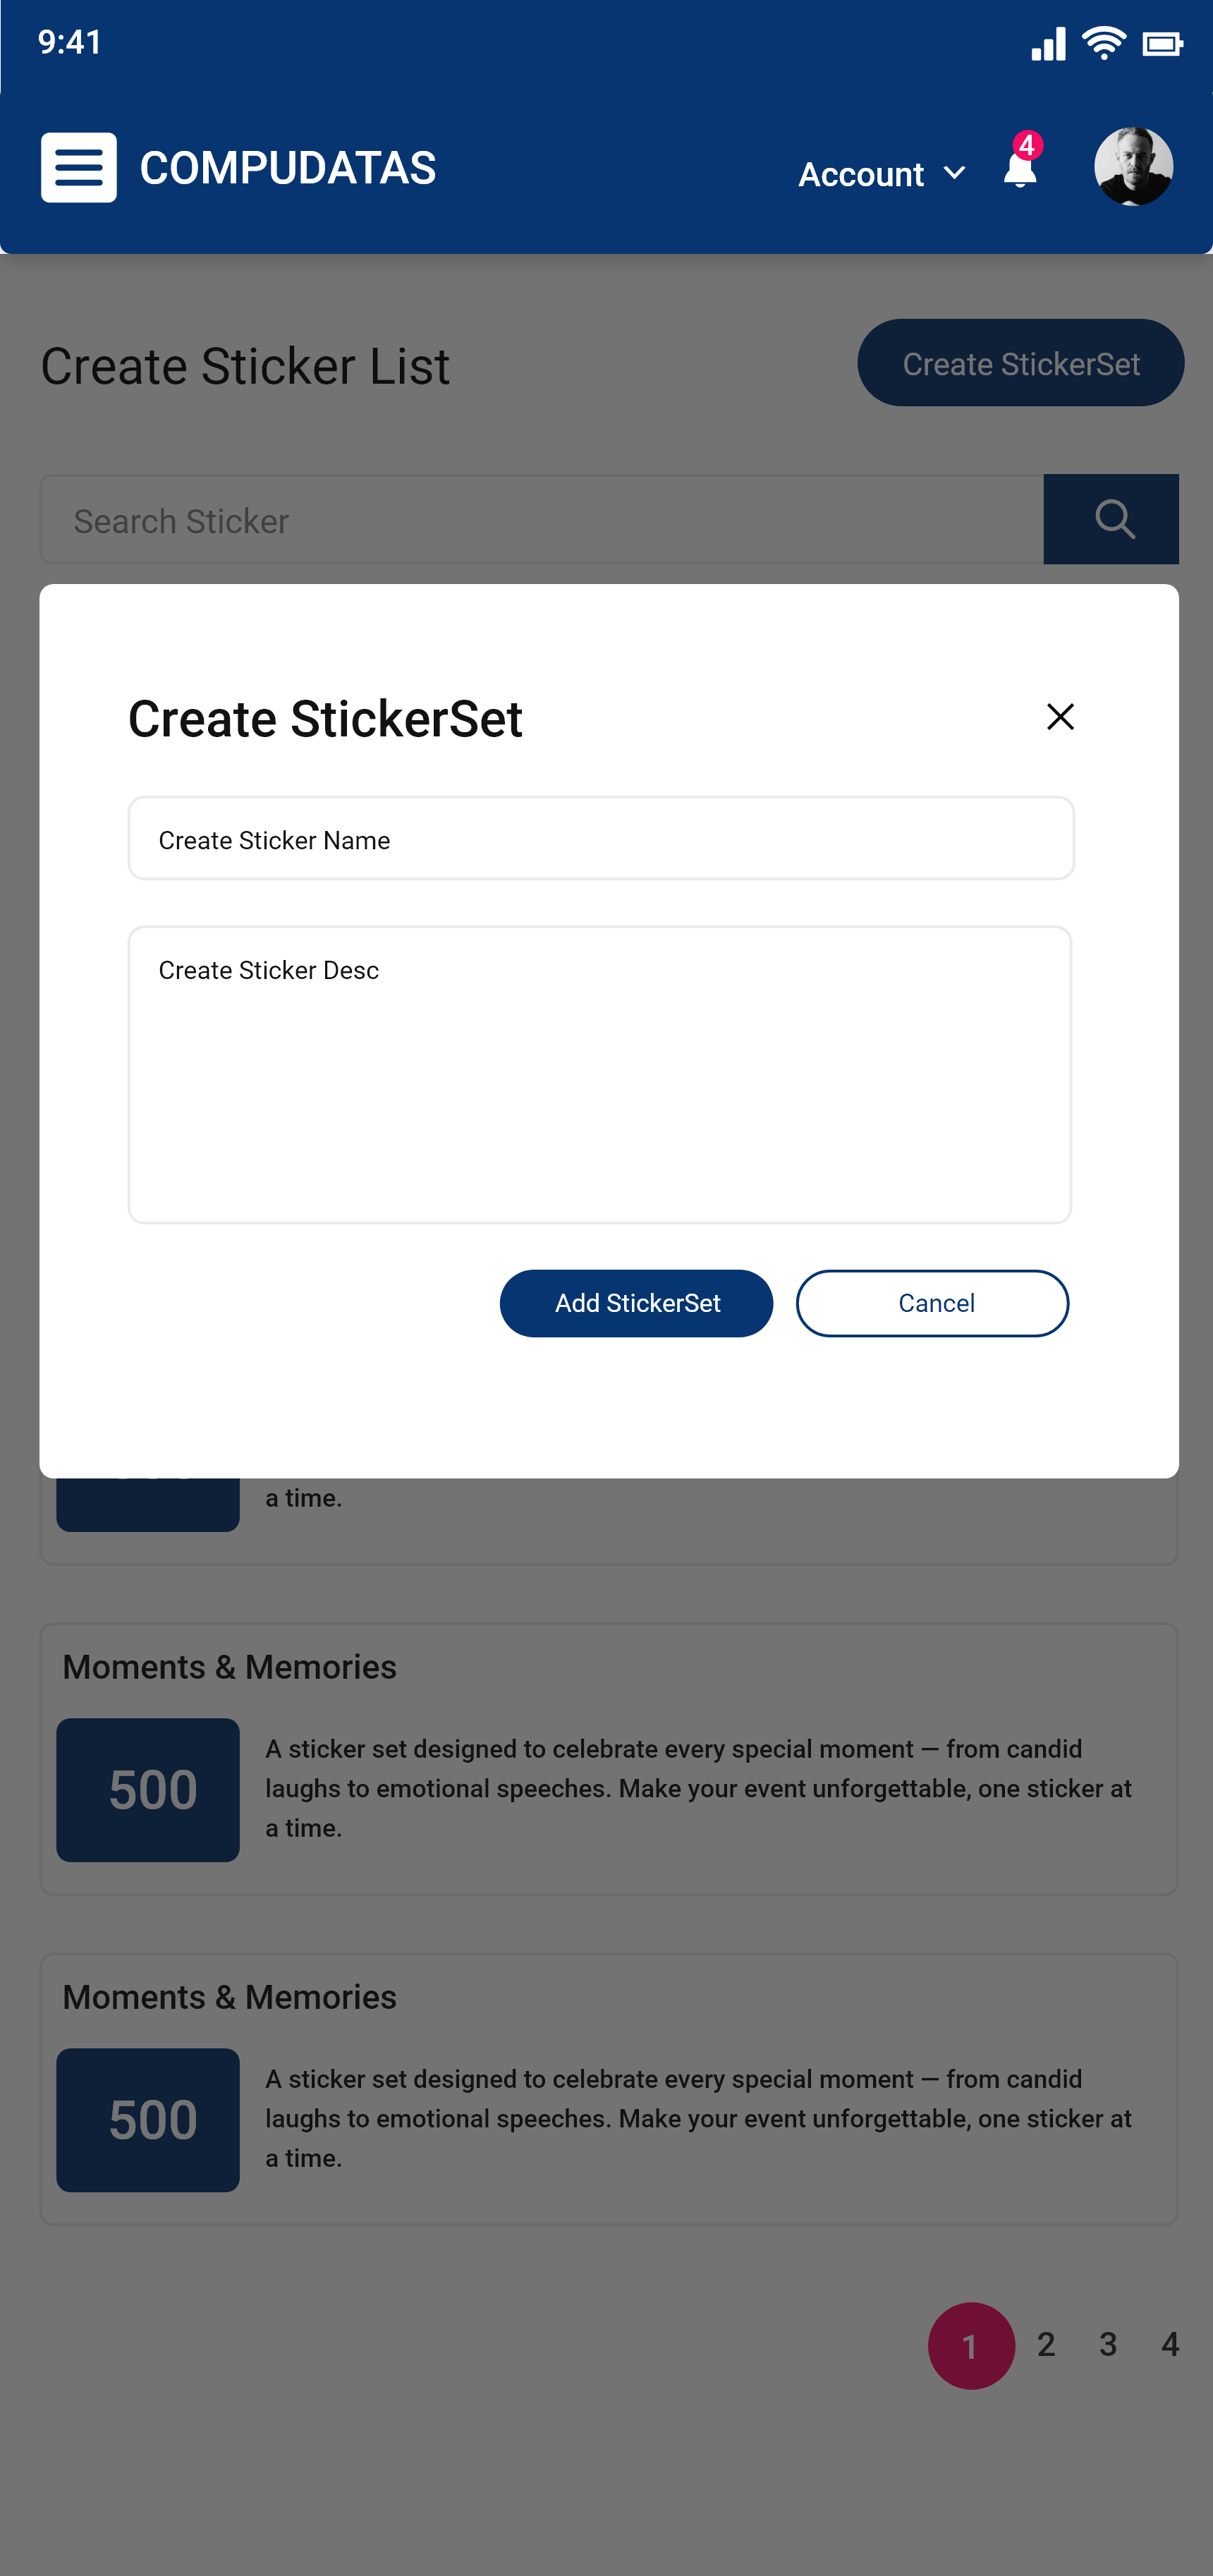 9:41
COMPUDATAS
Account
4
Create Sticker List
Create StickerSet
Search Sticker
Create StickerSet
Create Sticker Name
Create Sticker Desc
Add StickerSet
Cancel
a time.
Moments & Memories
500
A sticker set designed to celebrate every special moment — from candid
laughs to emotional speeches. Make your event unforgettable, one sticker at
a time.
Moments & Memories
500
A sticker set designed to celebrate every special moment — from candid
laughs to emotional speeches. Make your event unforgettable, one sticker at
a time.
1 2 3 4